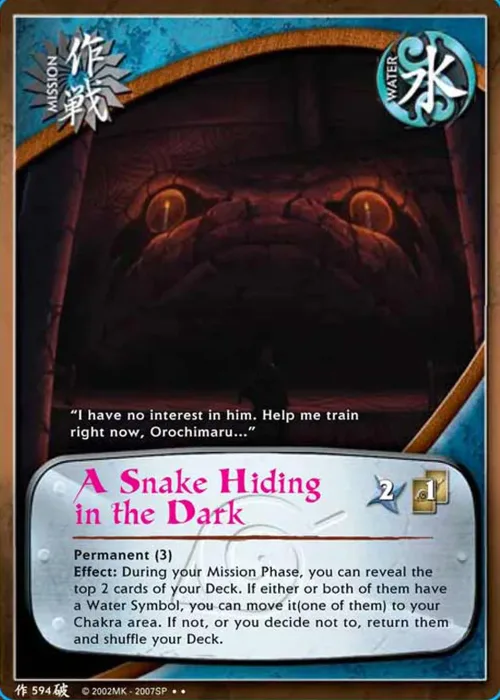 MISSION
作戦
WATER
水
"I have no interest in him. Help me train
right now, Orochimaru..."
A Snake Hiding
in the Dark
2
1
Permanent (3)
Effect: During your Mission Phase, you can reveal the
top 2 cards of your Deck. If either or both of them have
a Water Symbol, you can move it(one of them) to your
Chakra area. If not, or you decide not to, return them
and shuffle your Deck.
作 594破 © 2002MK - 2007SP ••